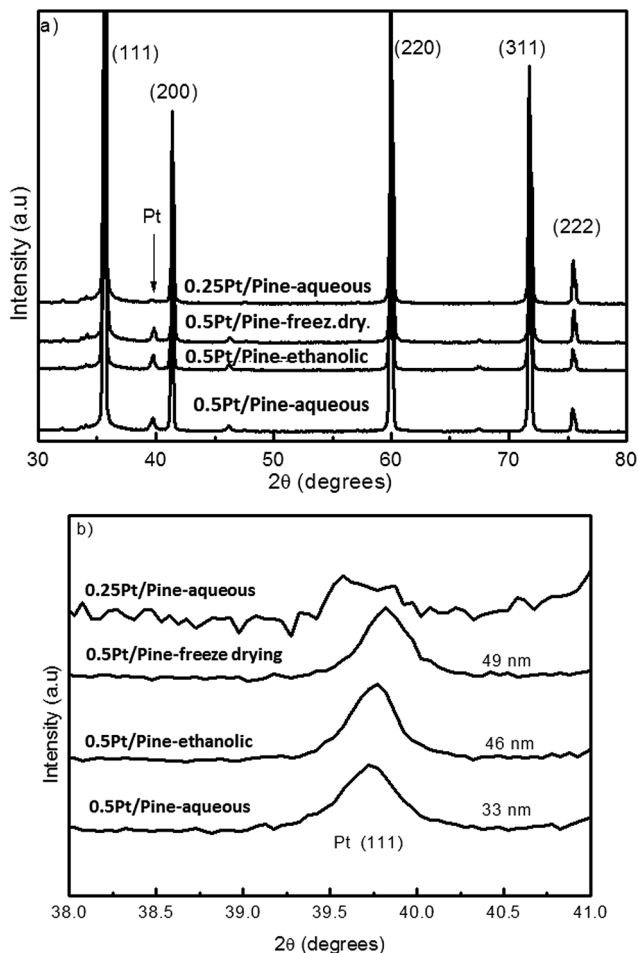 a)
(111)
(200)
(220)
(311)
(222)
Pt
0.25Pt/Pine-aqueous
0.5Pt/Pine-freez.dry.
0.5Pt/Pine-ethanolic
0.5Pt/Pine-aqueous
Intensity (a.u)
30 40 50 60 70 80
2θ (degrees)
b)
0.25Pt/Pine-aqueous
0.5Pt/Pine-freeze drying
49 nm
0.5Pt/Pine-ethanolic
46 nm
0.5Pt/Pine-aqueous
33 nm
Pt (111)
Intensity (a.u)
38.0 38.5 39.0 39.5 40.0 40.5 41.0
2θ (degrees)